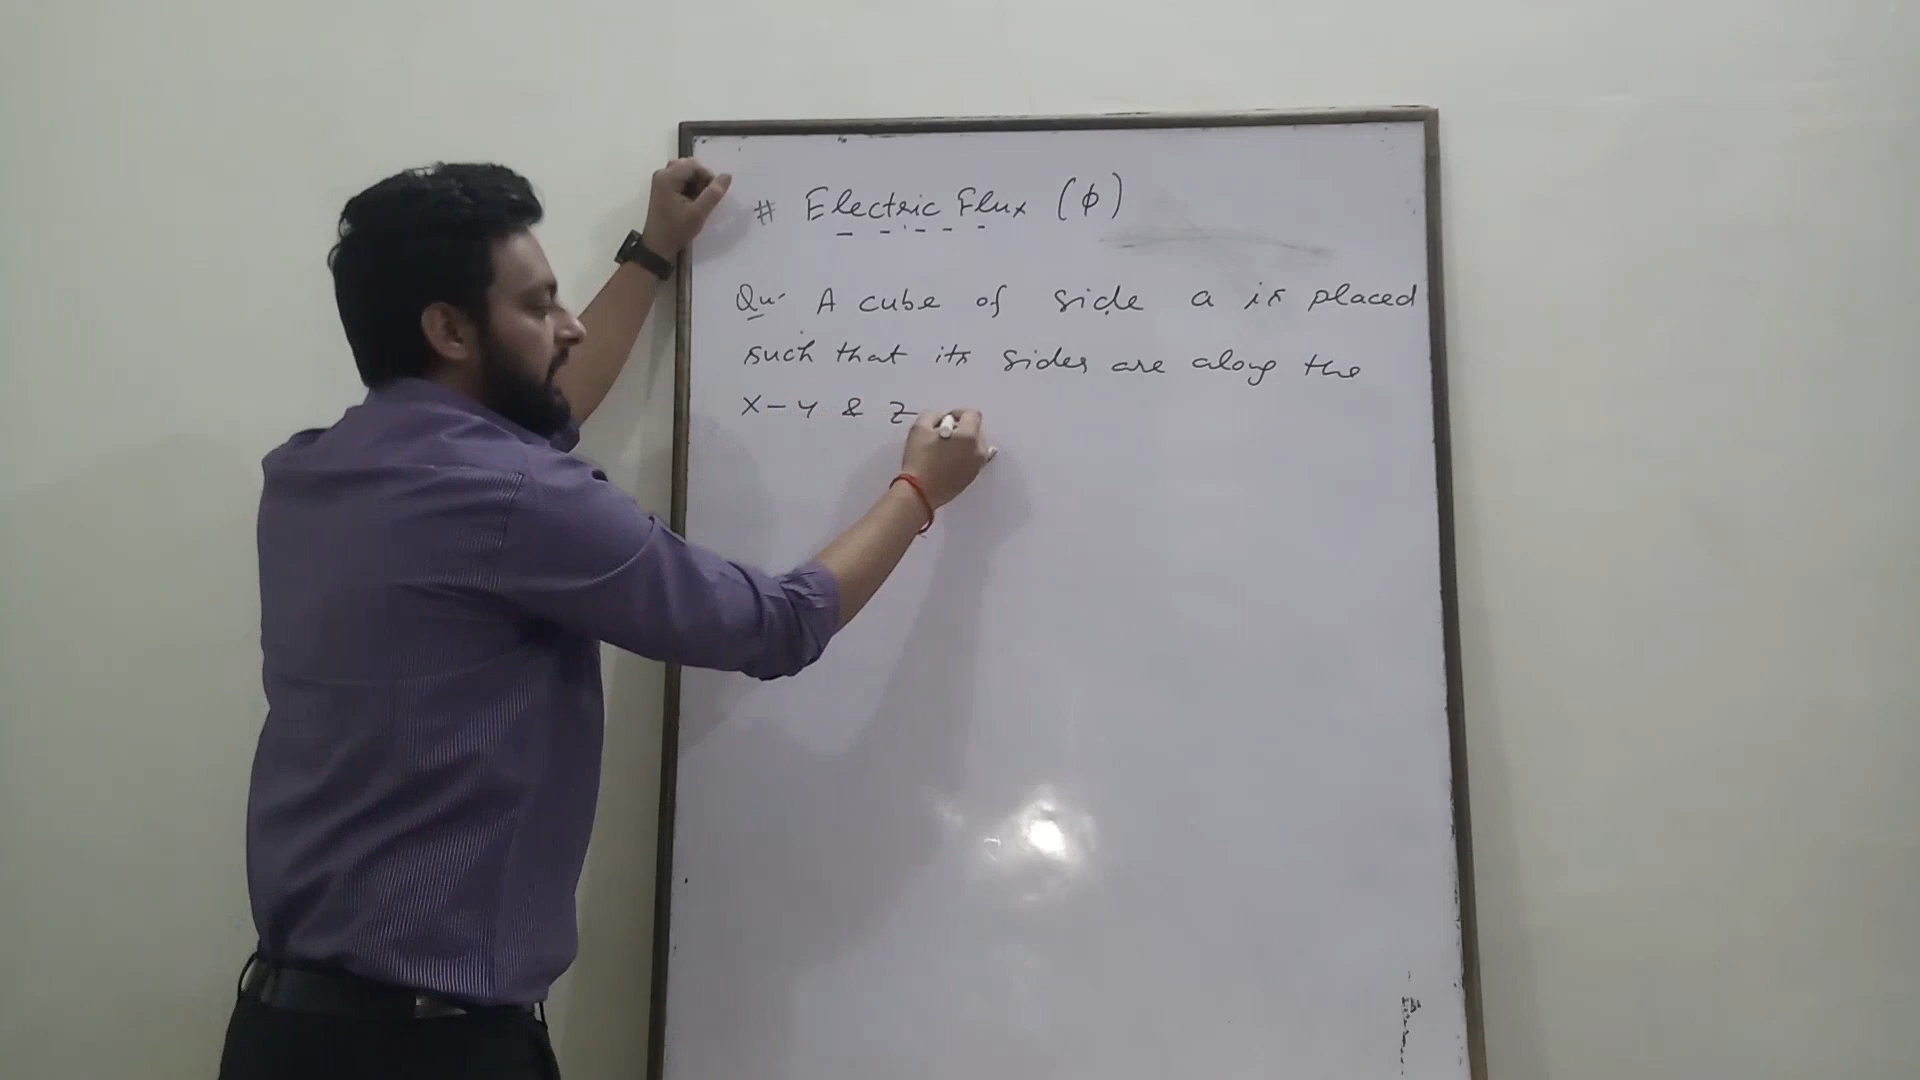 # Electric Flux (ϕ)
Qu. A cube of side a is placed
such that its sides are along the
X - Y & Z